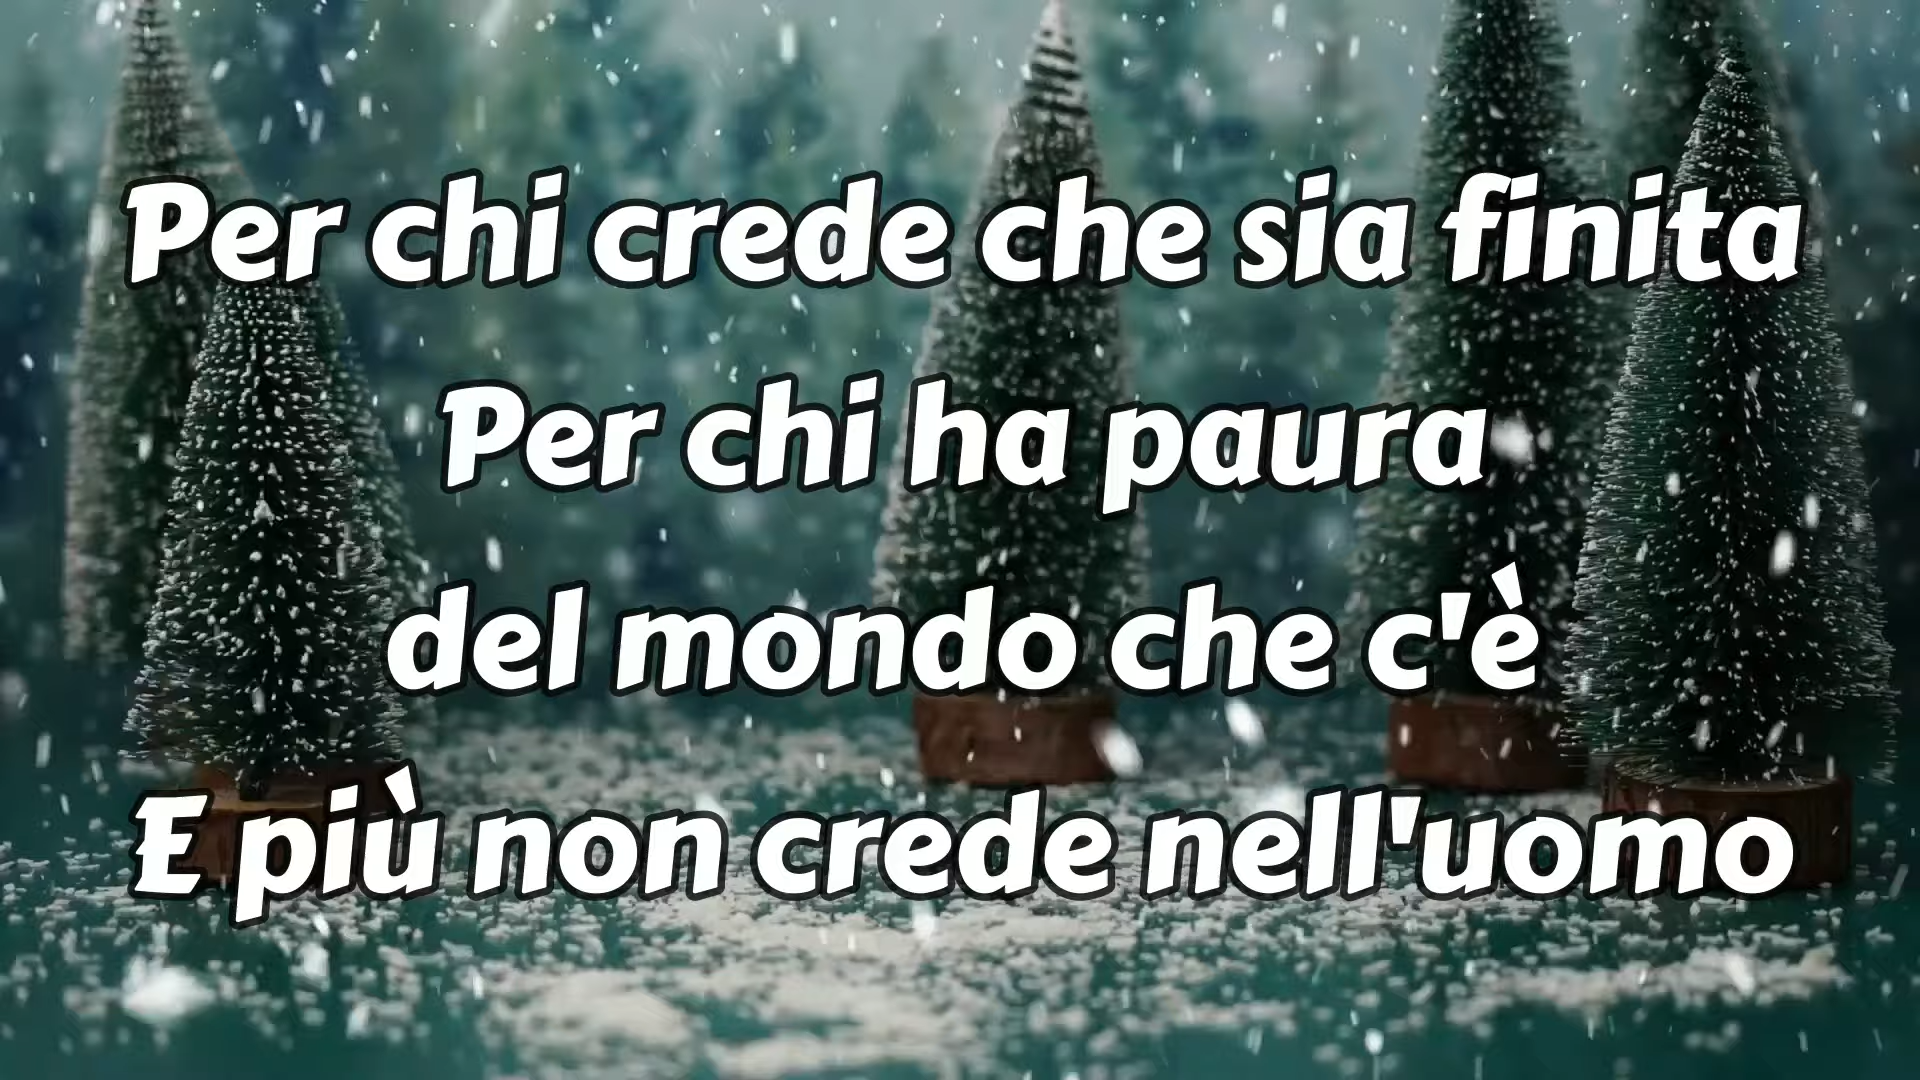 Per chi crede che sia finita
Per chi ha paura
del mondo che c'è
E più non crede nell'uomo